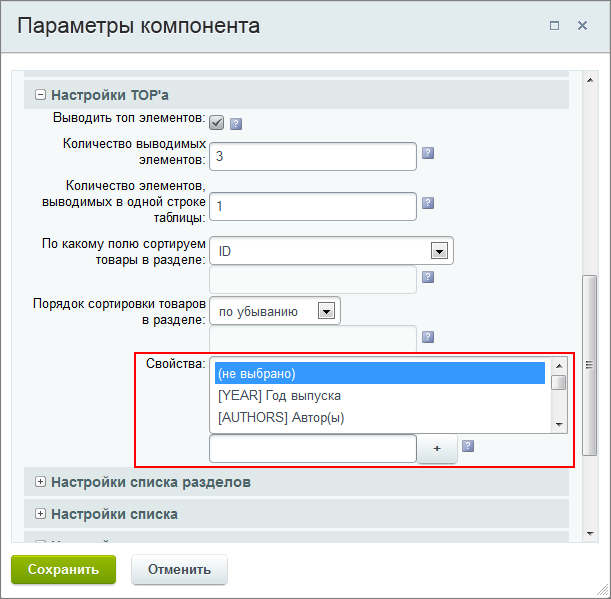 Параметры компонента
Настройки TOP'а
Выводить топ элементов:
?
Количество выводимых
элементов:
3
?
Количество элементов,
выводимых в одной строке
таблицы:
1
?
По какому полю сортируем
товары в разделе:
ID
?
Порядок сортировки товаров
в разделе:
по убыванию
?
Свойства:
(не выбрано)
[YEAR] Год выпуска
[AUTHORS] Автор(ы)
+
?
Настройки списка разделов
Настройки списка
Сохранить
Отменить